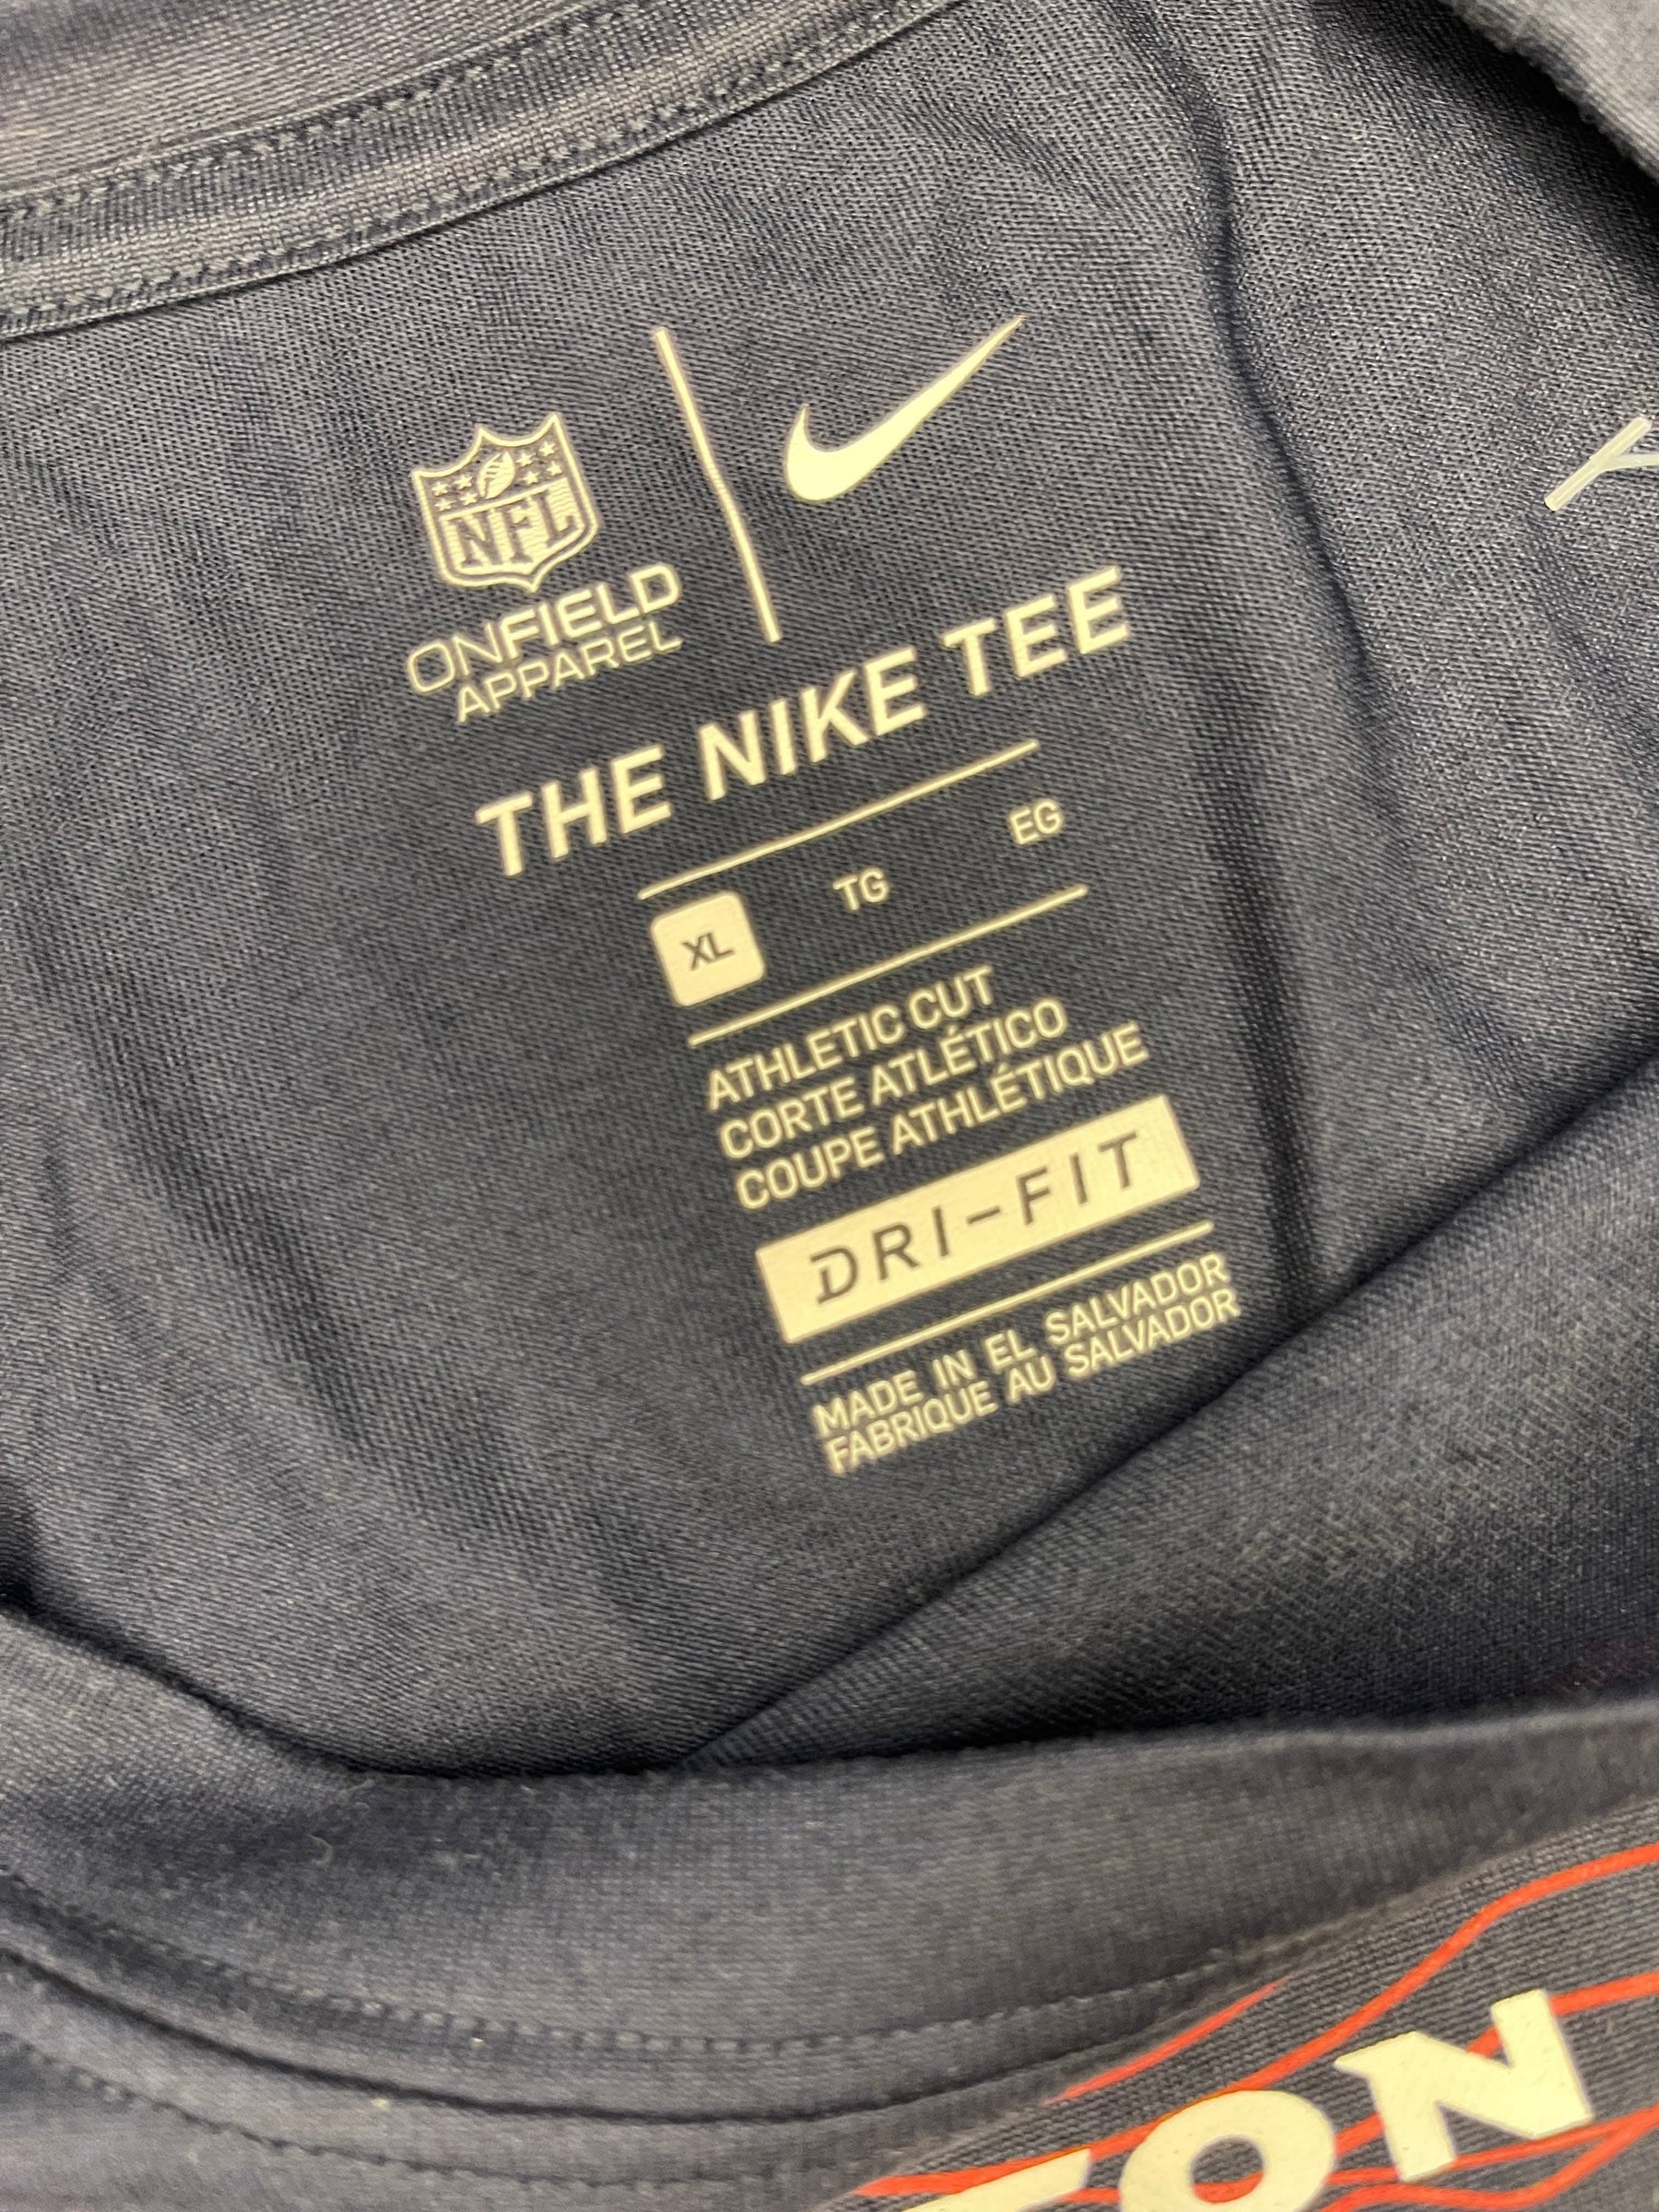 NFL
ONFIELD
APPAREL
THE NIKE TEE
XL TG EG
ATHLETIC CUT
CORTE ATLÉTICO
COUPE ATHLÉTIQUE
DRI-FIT
MADE IN EL SALVADOR
FABRIQUE AU SALVADOR
TON